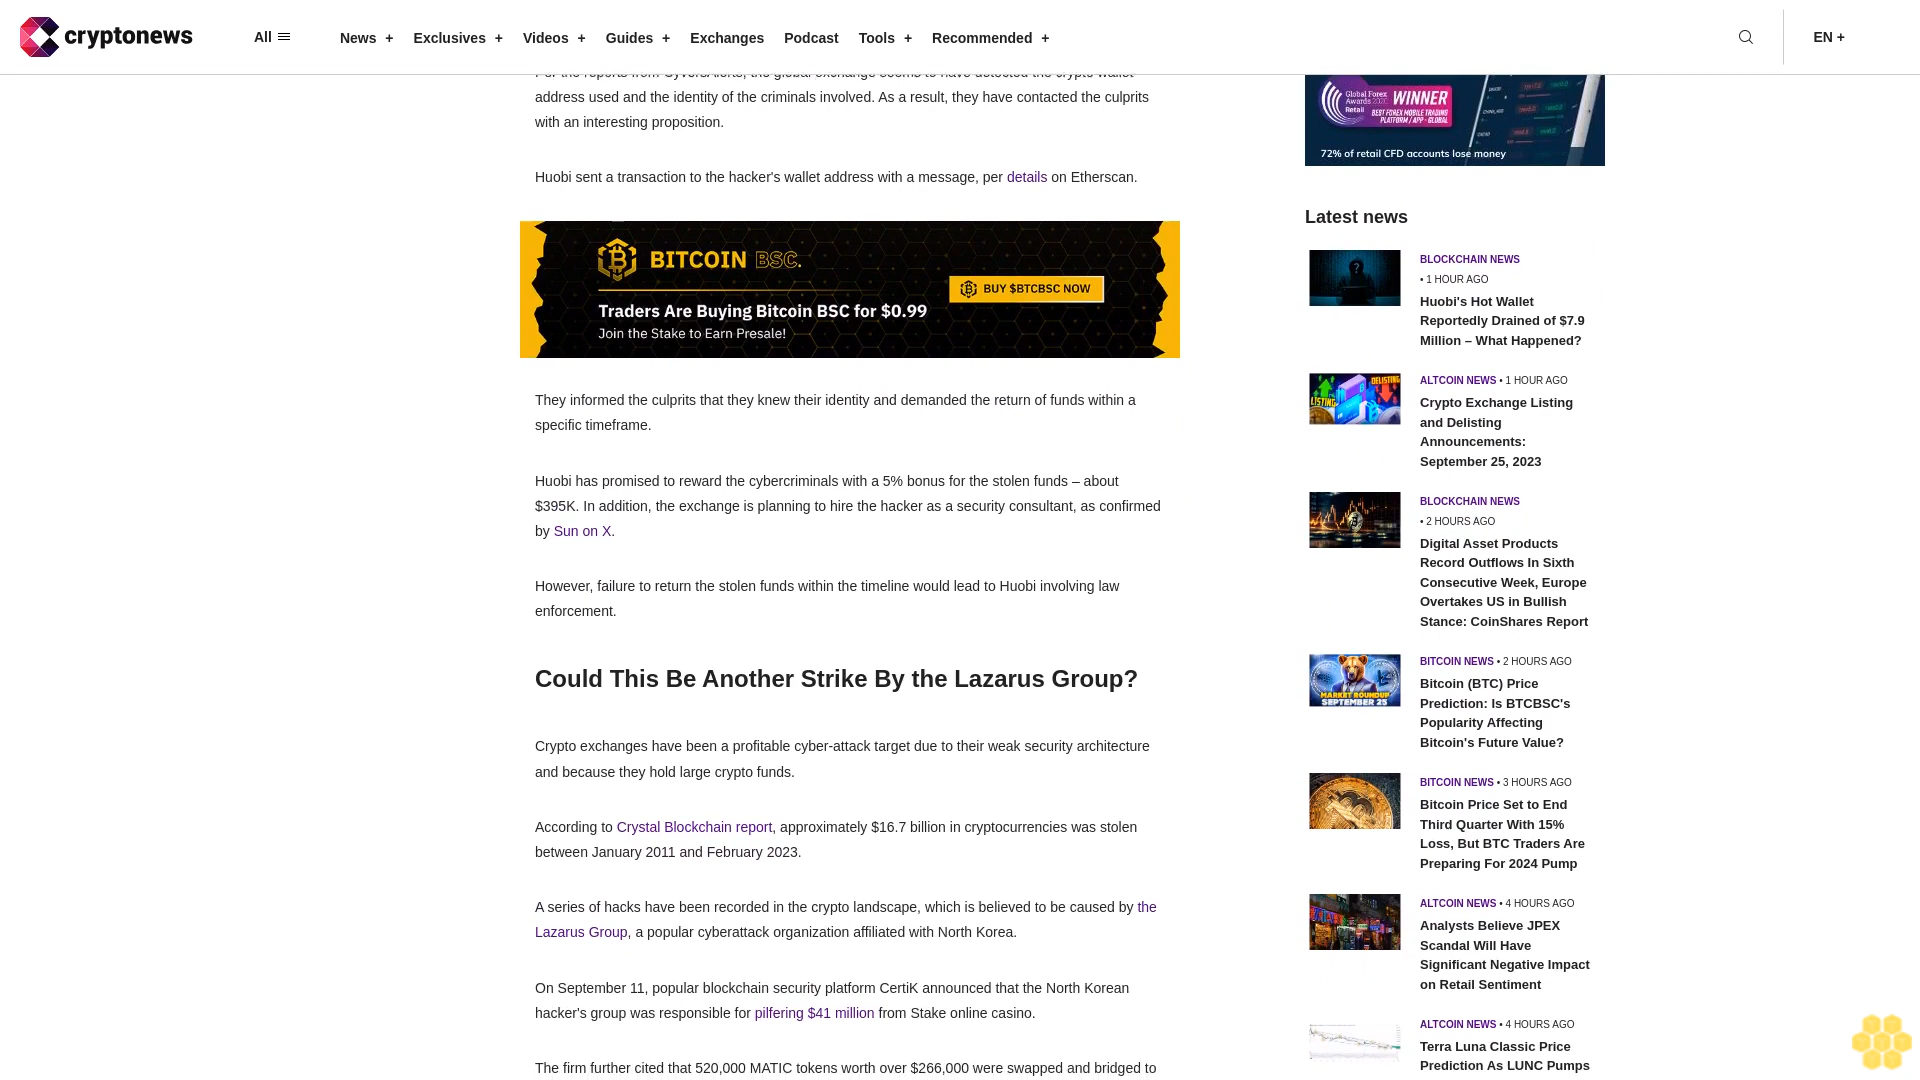 cryptonews
All
News +
Exclusives +
Videos +
Guides +
Exchanges
Podcast
Tools +
Recommended +
EN +
address used and the identity of the criminals involved. As a result, they have contacted the culprits
with an interesting proposition.
Huobi sent a transaction to the hacker's wallet address with a message, per details on Etherscan.
BITCOIN BSC.
Traders Are Buying Bitcoin BSC for $0.99
Join the Stake to Earn Presale!
BUY $BTCBSC NOW
They informed the culprits that they knew their identity and demanded the return of funds within a
specific timeframe.
Huobi has promised to reward the cybercriminals with a 5% bonus for the stolen funds – about
$395K. In addition, the exchange is planning to hire the hacker as a security consultant, as confirmed
by Sun on X.
However, failure to return the stolen funds within the timeline would lead to Huobi involving law
enforcement.
Could This Be Another Strike By the Lazarus Group?
Crypto exchanges have been a profitable cyber-attack target due to their weak security architecture
and because they hold large crypto funds.
According to Crystal Blockchain report, approximately $16.7 billion in cryptocurrencies was stolen
between January 2011 and February 2023.
A series of hacks have been recorded in the crypto landscape, which is believed to be caused by the
Lazarus Group, a popular cyberattack organization affiliated with North Korea.
On September 11, popular blockchain security platform CertiK announced that the North Korean
hacker's group was responsible for pilfering $41 million from Stake online casino.
The firm further cited that 520,000 MATIC tokens worth over $266,000 were swapped and bridged to
Global Forex
Awards 2020
Retail
WINNER
BEST FOREX MOBILE TRADING
PLATFORM / APP - GLOBAL
72% of retail CFD accounts lose money
Latest news
BLOCKCHAIN NEWS
• 1 HOUR AGO
Huobi's Hot Wallet
Reportedly Drained of $7.9
Million – What Happened?
LISTING
DELISTING
ALTCOIN NEWS • 1 HOUR AGO
Crypto Exchange Listing
and Delisting
Announcements:
September 25, 2023
BLOCKCHAIN NEWS
• 2 HOURS AGO
Digital Asset Products
Record Outflows In Sixth
Consecutive Week, Europe
Overtakes US in Bullish
Stance: CoinShares Report
MARKET ROUNDUP
SEPTEMBER 25
BITCOIN NEWS • 2 HOURS AGO
Bitcoin (BTC) Price
Prediction: Is BTCBSC's
Popularity Affecting
Bitcoin's Future Value?
BITCOIN NEWS • 3 HOURS AGO
Bitcoin Price Set to End
Third Quarter With 15%
Loss, But BTC Traders Are
Preparing For 2024 Pump
ALTCOIN NEWS • 4 HOURS AGO
Analysts Believe JPEX
Scandal Will Have
Significant Negative Impact
on Retail Sentiment
ALTCOIN NEWS • 4 HOURS AGO
Terra Luna Classic Price
Prediction As LUNC Pumps